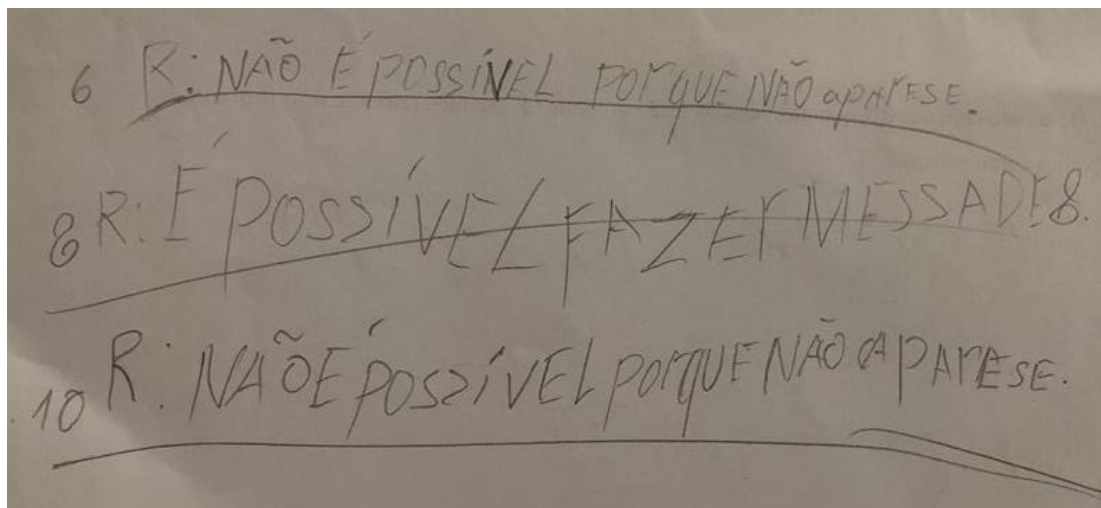 6 R: NÃO É POSSÍVEL PORQUE NÃO aPArESE.
8 R: É POSSÍVEL FAZEr MESSA DE 8.
10 R: NÃO É POSSÍVEL PorqUE NÃO APArESE.